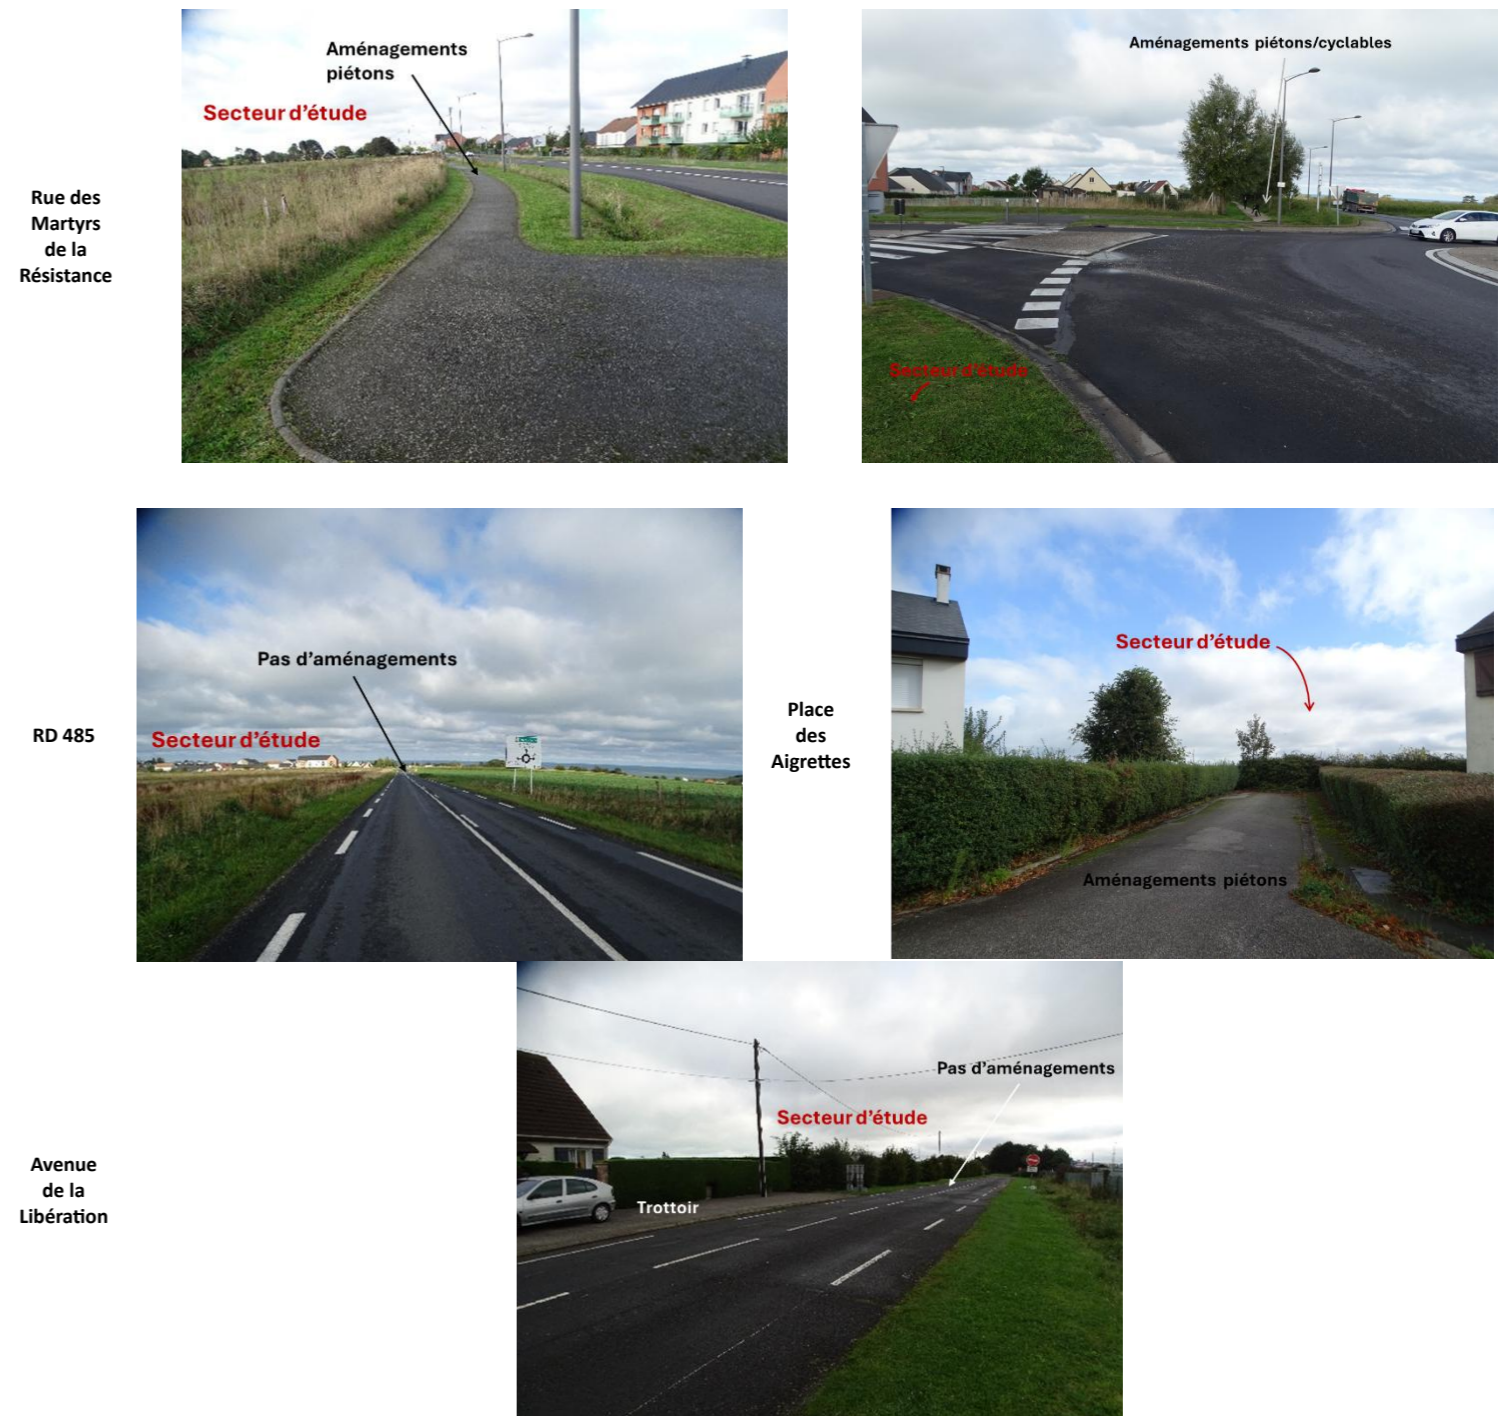 Rue des
Martyrs
de la
Résistance
Aménagements
piétons
Secteur d'étude
Aménagements piétons/cyclables
Secteur d'étude
RD 485
Pas d'aménagements
Secteur d'étude
Place
des
Aigrettes
Secteur d'étude
Aménagements piétons
Avenue
de la
Libération
Pas d'aménagements
Secteur d'étude
Trottoir